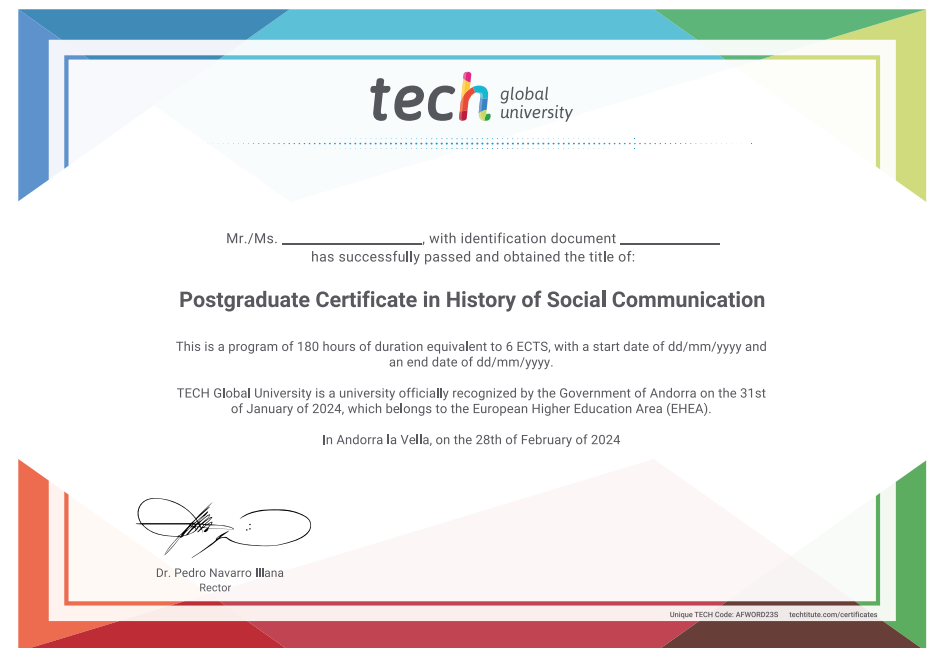 tech global
university
Mr./Ms. ____________, with identification document ____________
has successfully passed and obtained the title of:
Postgraduate Certificate in History of Social Communication
This is a program of 180 hours of duration equivalent to 6 ECTS, with a start date of dd/mm/yyyy and
an end date of dd/mm/yyyy.
TECH Global University is a university officially recognized by the Government of Andorra on the 31st
of January of 2024, which belongs to the European Higher Education Area (EHEA).
In Andorra la Vella, on the 28th of February of 2024
Dr. Pedro Navarro Illana
Rector
Unique TECH Code: AFWORD23S techtitute.com/certificates